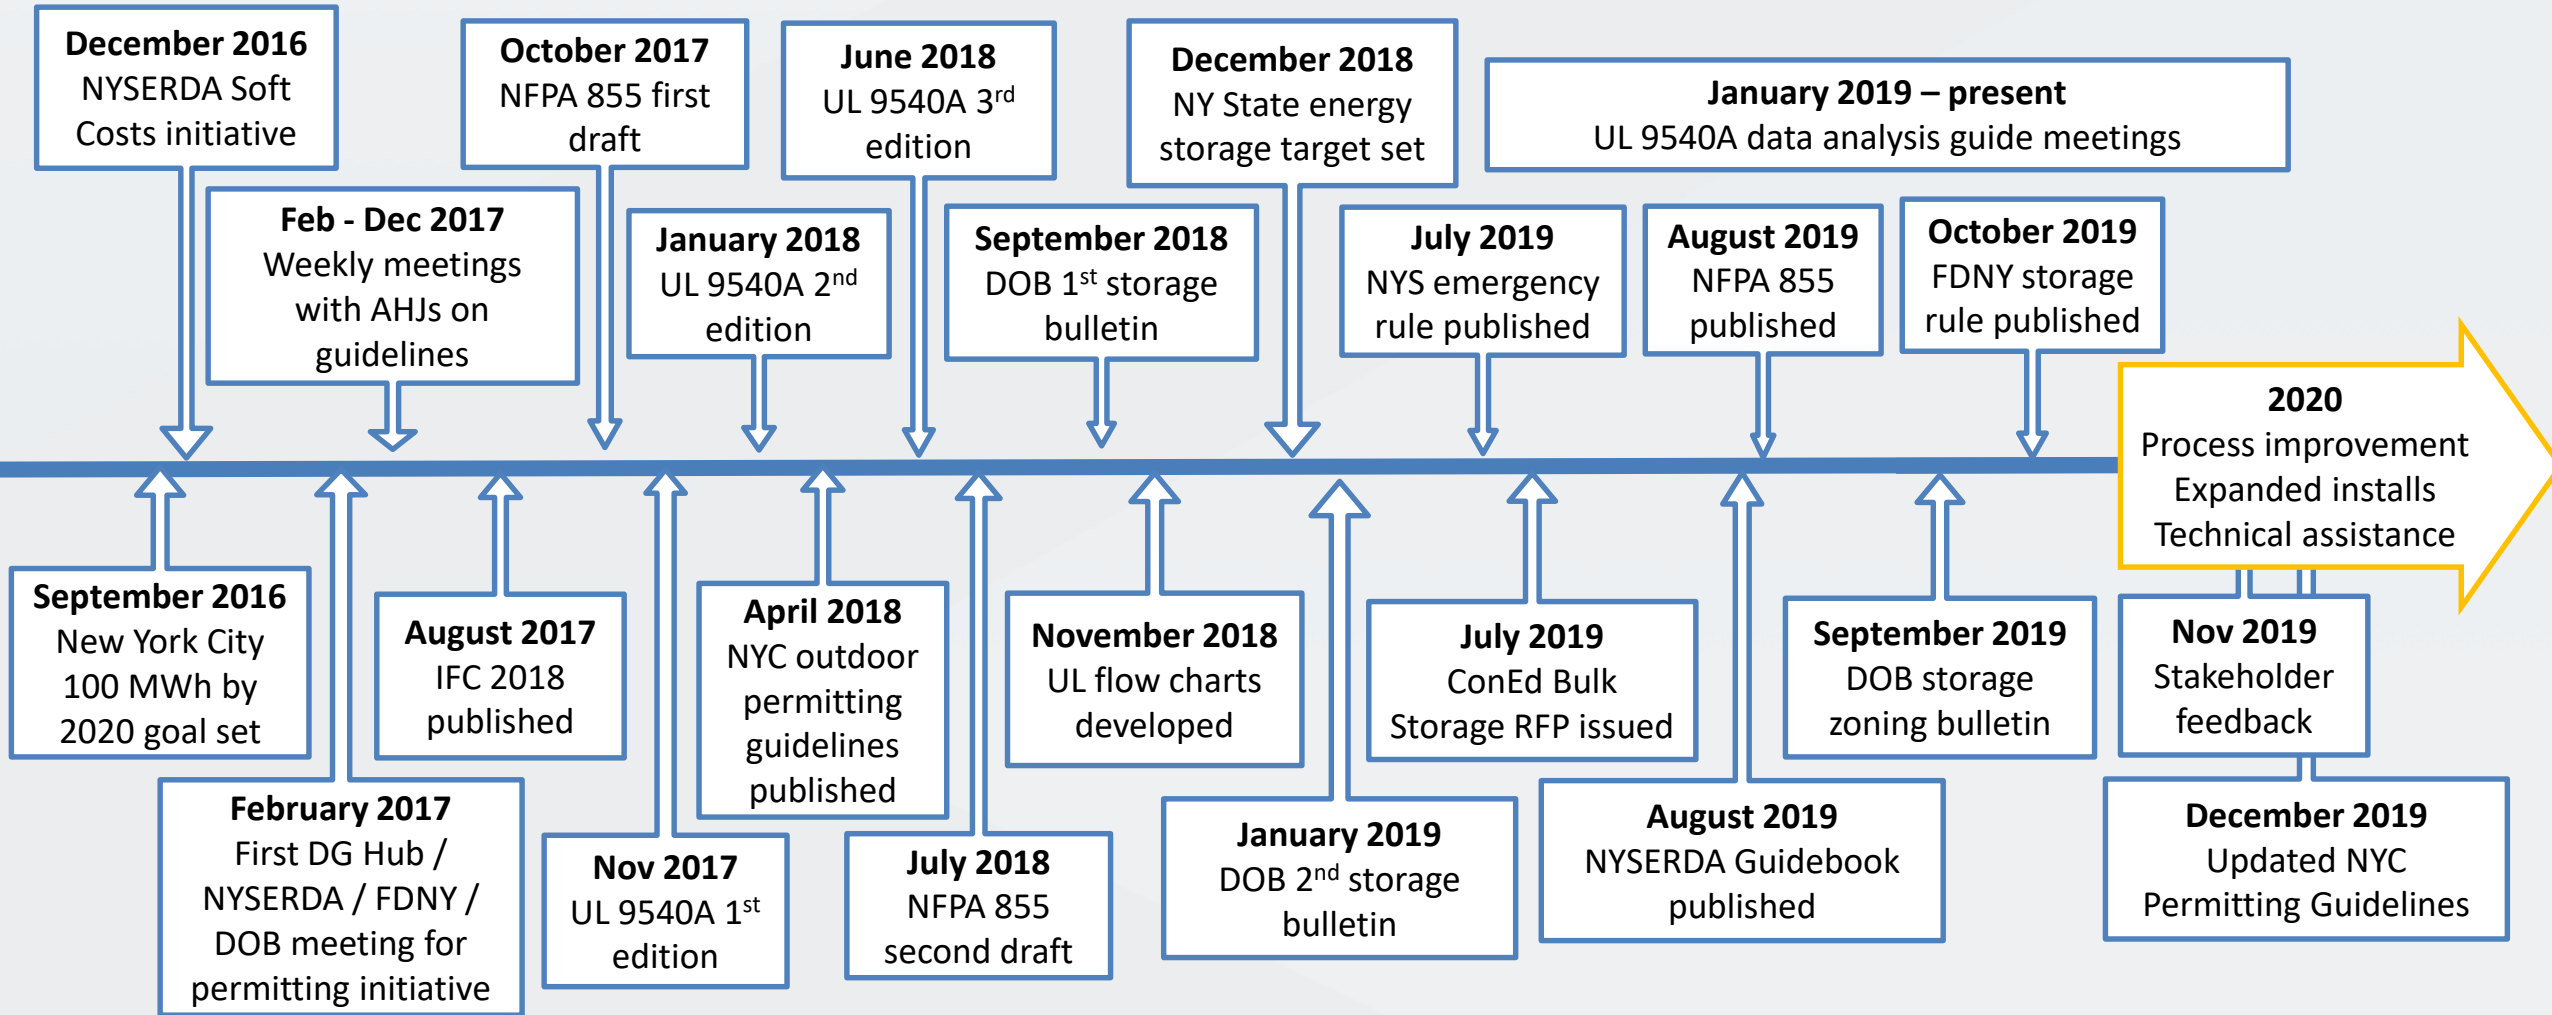 December 2016
NYSERDA Soft
Costs initiative
October 2017
NFPA 855 first
draft
June 2018
UL 9540A 3rd
edition
December 2018
NY State energy
storage target set
January 2019 – present
UL 9540A data analysis guide meetings
Feb - Dec 2017
Weekly meetings
with AHJs on
guidelines
January 2018
UL 9540A 2nd
edition
September 2018
DOB 1st storage
bulletin
July 2019
NYS emergency
rule published
August 2019
NFPA 855
published
October 2019
FDNY storage
rule published
2020
Process improvement
Expanded installs
Technical assistance
September 2016
New York City
100 MWh by
2020 goal set
August 2017
IFC 2018
published
April 2018
NYC outdoor
permitting
guidelines
published
November 2018
UL flow charts
developed
July 2019
ConEd Bulk
Storage RFP issued
September 2019
DOB storage
zoning bulletin
Nov 2019
Stakeholder
feedback
February 2017
First DG Hub /
NYSERDA / FDNY /
DOB meeting for
permitting initiative
Nov 2017
UL 9540A 1st
edition
July 2018
NFPA 855
second draft
January 2019
DOB 2nd storage
bulletin
August 2019
NYSERDA Guidebook
published
December 2019
Updated NYC
Permitting Guidelines